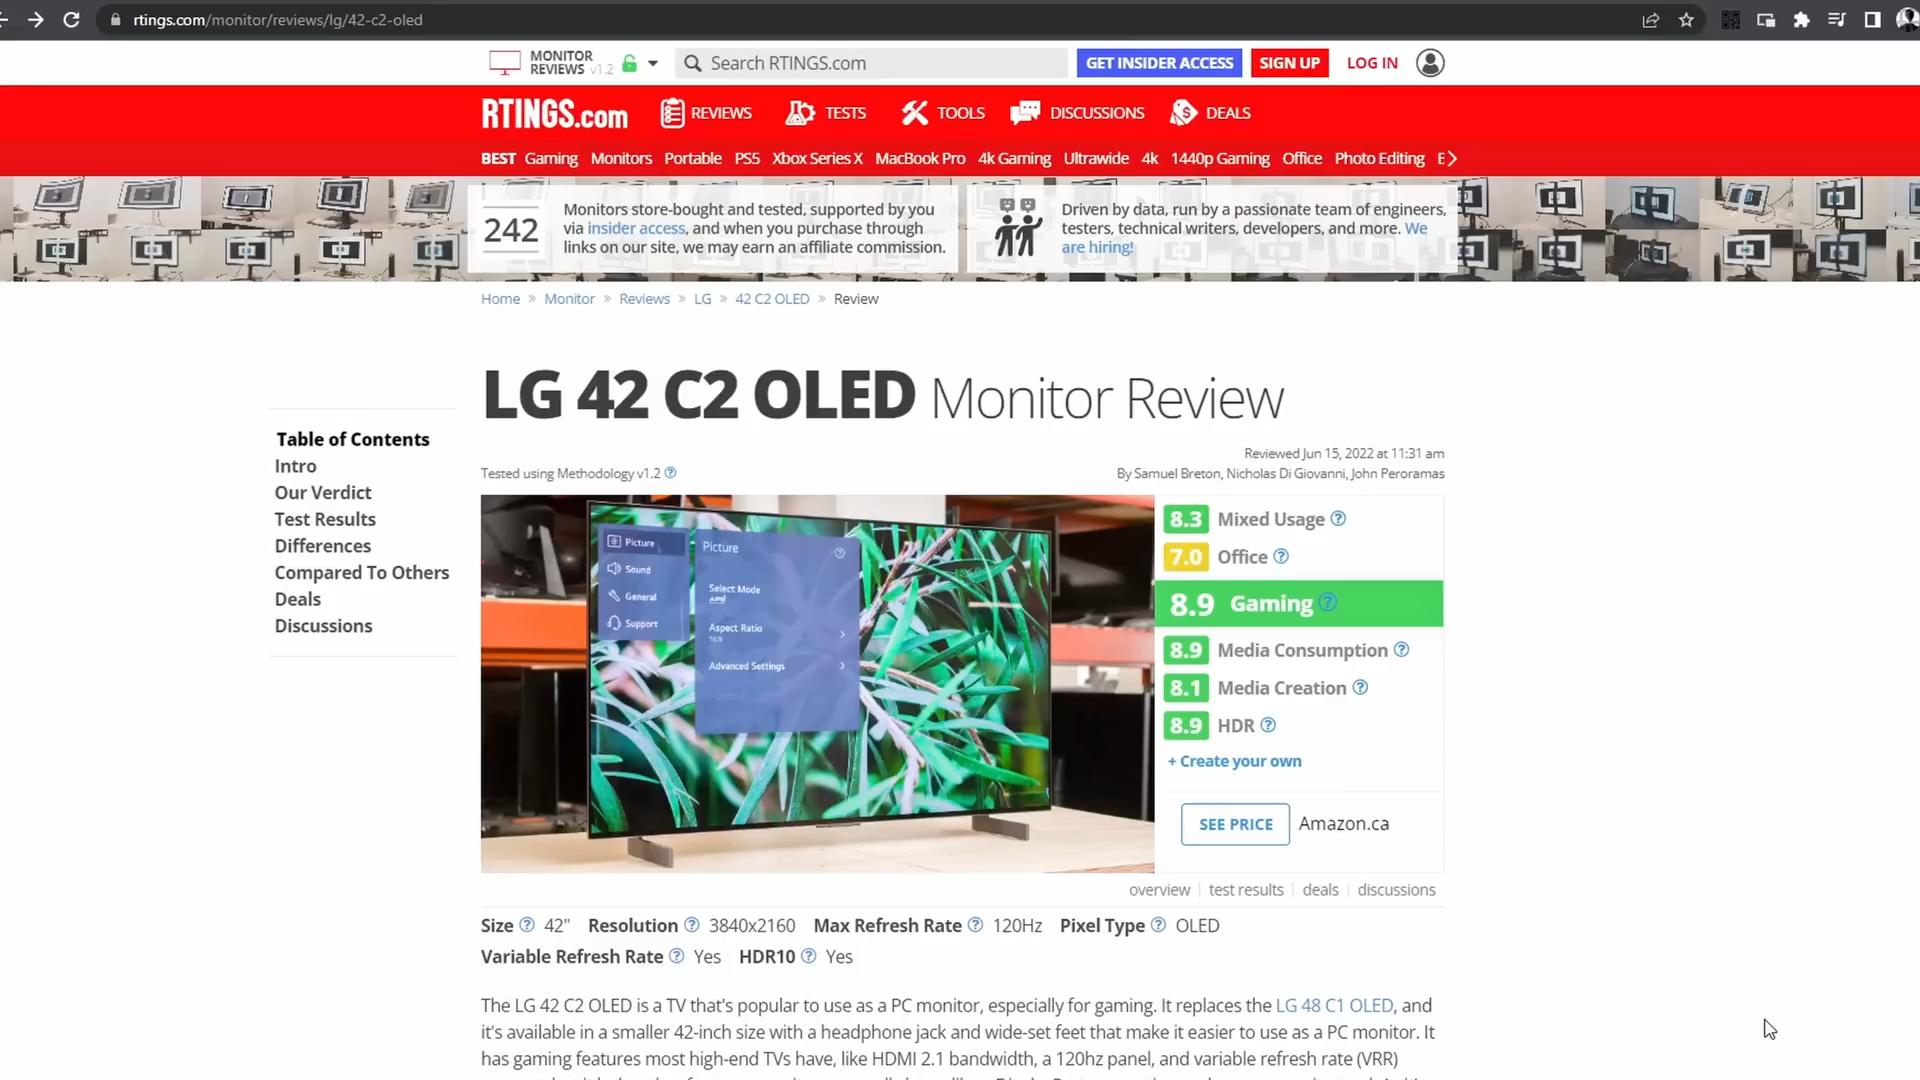 rtings.com/monitor/reviews/lg/42-c2-oled
MONITOR
REVIEWS v1.2
Search RTINGS.com
GET INSIDER ACCESS
SIGN UP
LOG IN
RTINGS.com
REVIEWS
TESTS
TOOLS
DISCUSSIONS
DEALS
BEST Gaming Monitors Portable PS5 Xbox Series X MacBook Pro 4k Gaming Ultrawide 4k 1440p Gaming Office Photo Editing
242
Monitors store-bought and tested, supported by you
via insider access, and when you purchase through
links on our site, we may earn an affiliate commission.
Driven by data, run by a passionate team of engineers,
testers, technical writers, developers, and more. We
are hiring!
Home » Monitor » Reviews » LG » 42 C2 OLED » Review
LG 42 C2 OLED Monitor Review
Table of Contents
Intro
Our Verdict
Test Results
Differences
Compared To Others
Deals
Discussions
Reviewed Jun 15, 2022 at 11:31 am
Tested using Methodology v1.2
By Samuel Breton, Nicholas Di Giovanni, John Peroramas
Picture
Sound
General
Support
Picture
Select Mode
Aspect Ratio
16:9
Advanced Settings
8.3 Mixed Usage
7.0 Office
8.9 Gaming
8.9 Media Consumption
8.1 Media Creation
8.9 HDR
+ Create your own
SEE PRICE Amazon.ca
overview | test results | deals | discussions
Size 42" Resolution 3840x2160 Max Refresh Rate 120Hz Pixel Type OLED
Variable Refresh Rate Yes HDR10 Yes
The LG 42 C2 OLED is a TV that's popular to use as a PC monitor, especially for gaming. It replaces the LG 48 C1 OLED, and
it's available in a smaller 42-inch size with a headphone jack and wide-set feet that make it easier to use as a PC monitor. It
has gaming features most high-end TVs have, like HDMI 2.1 bandwidth, a 120hz panel, and variable refresh rate (VRR)